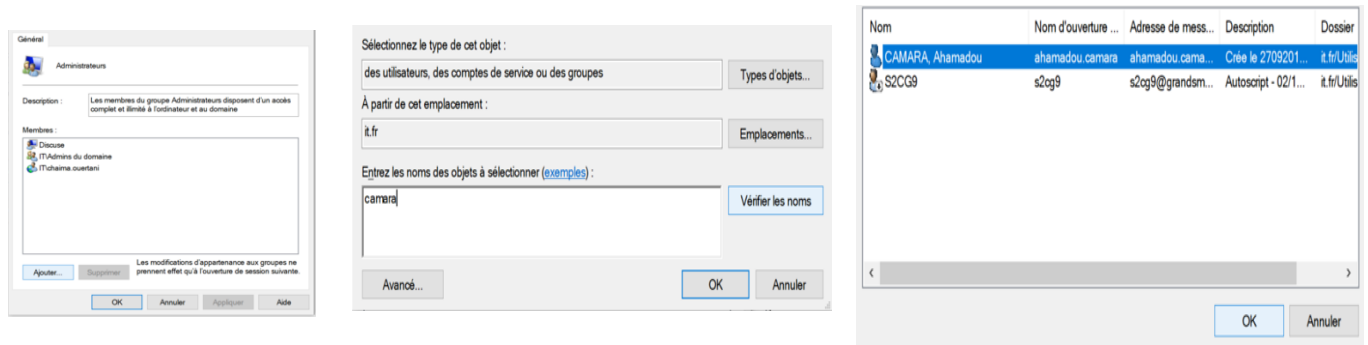 Général
Administrateurs
Description :
Les membres du groupe Administrateurs disposent d'un accès
complet et illimité à l'ordinateur et au domaine
Membres :
Discuse
IT\Admins du domaine
IT\chaima.ouertani
Ajouter...
Supprimer
Les modifications d'appartenance aux groupes ne
prennent effet qu'à l'ouverture de session suivante.
OK
Annuler
Appliquer
Aide
Sélectionnez le type de cet objet :
des utilisateurs, des comptes de service ou des groupes
Types d'objets...
À partir de cet emplacement :
it.fr
Emplacements...
Entrez les noms des objets à sélectionner (exemples) :
camara
Vérifier les noms
Avancé...
OK
Annuler
Nom Nom d'ouverture ... Adresse de mess... Description Dossier
CAMARA, Ahamadou ahamadou.camara ahamadou.cama... Crée le 2709201... it.fr/Utilis
S2CG9 s2cg9 s2cg9@grandsm... Autoscript - 02/1... it.fr/Utilis
OK
Annuler